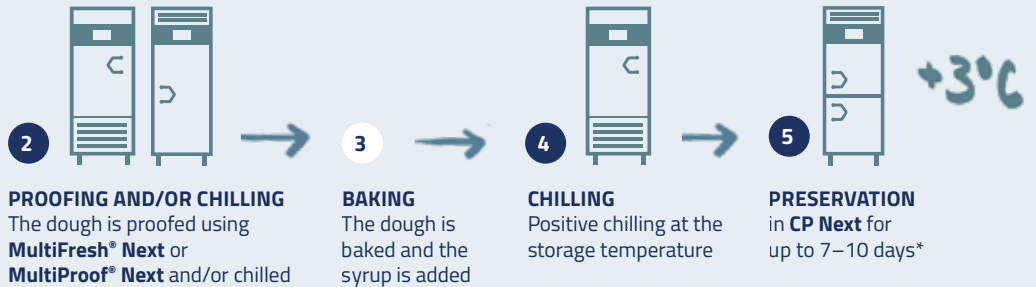 2
PROOFING AND/OR CHILLING
The dough is proofed using
MultiFresh® Next or
MultiProof® Next and/or chilled
3
BAKING
The dough is
baked and the
syrup is added
4
CHILLING
Positive chilling at the
storage temperature
5
+3°C
PRESERVATION
in CP Next for
up to 7–10 days*